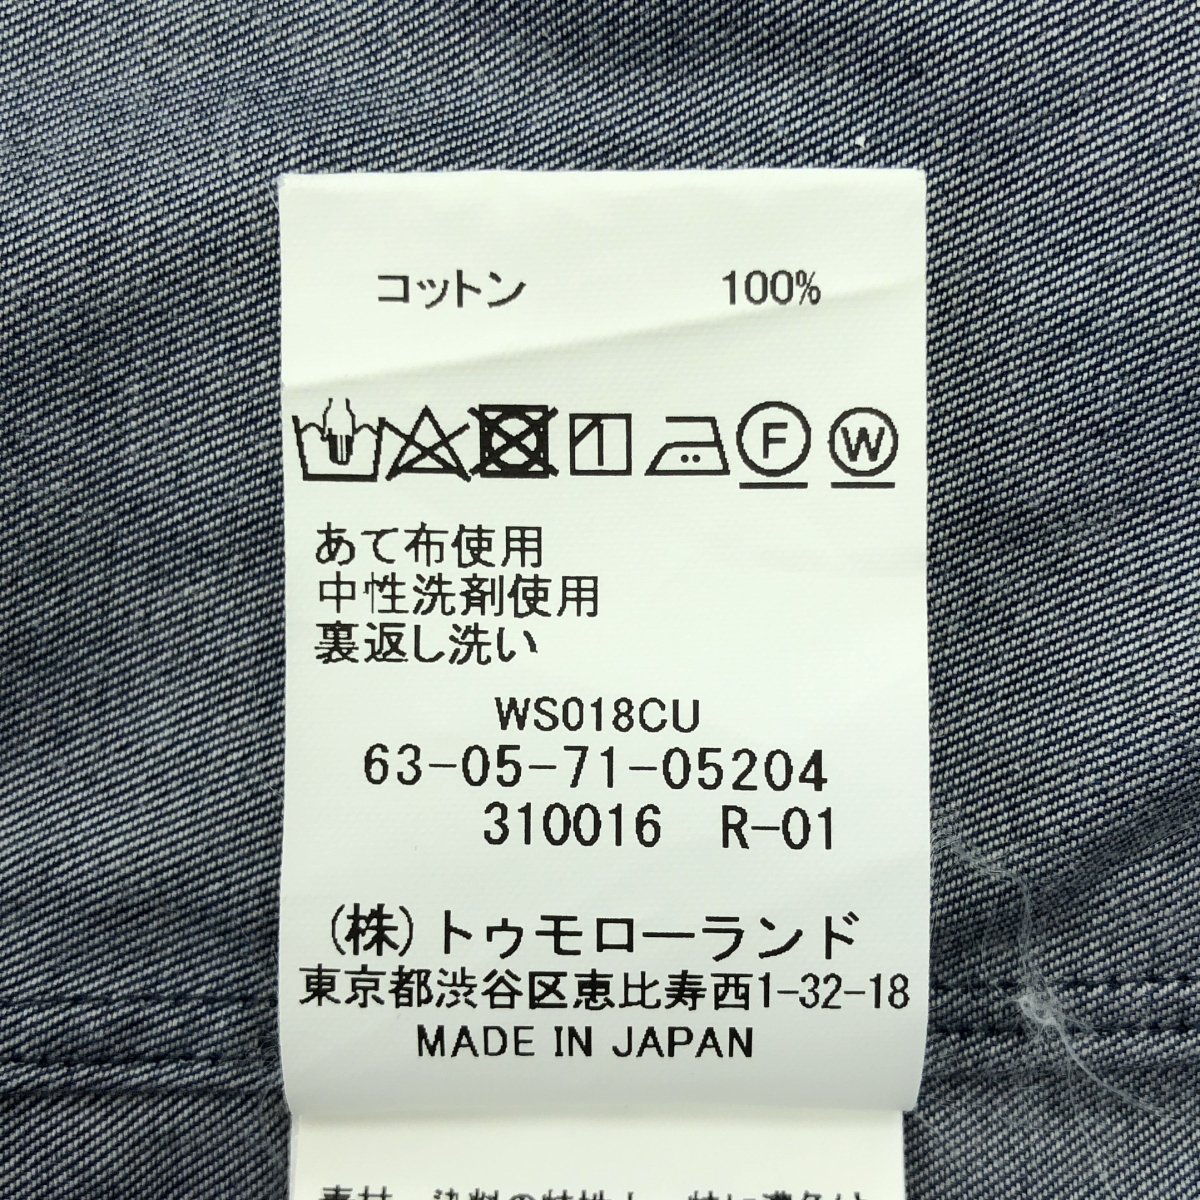 コットン 100%
F W
あて布使用
中性洗剤使用
裏返し洗い
WS018CU
63-05-71-05204
310016 R-01
(株)トゥモローランド
東京都渋谷区恵比寿西1-32-18
MADE IN JAPAN